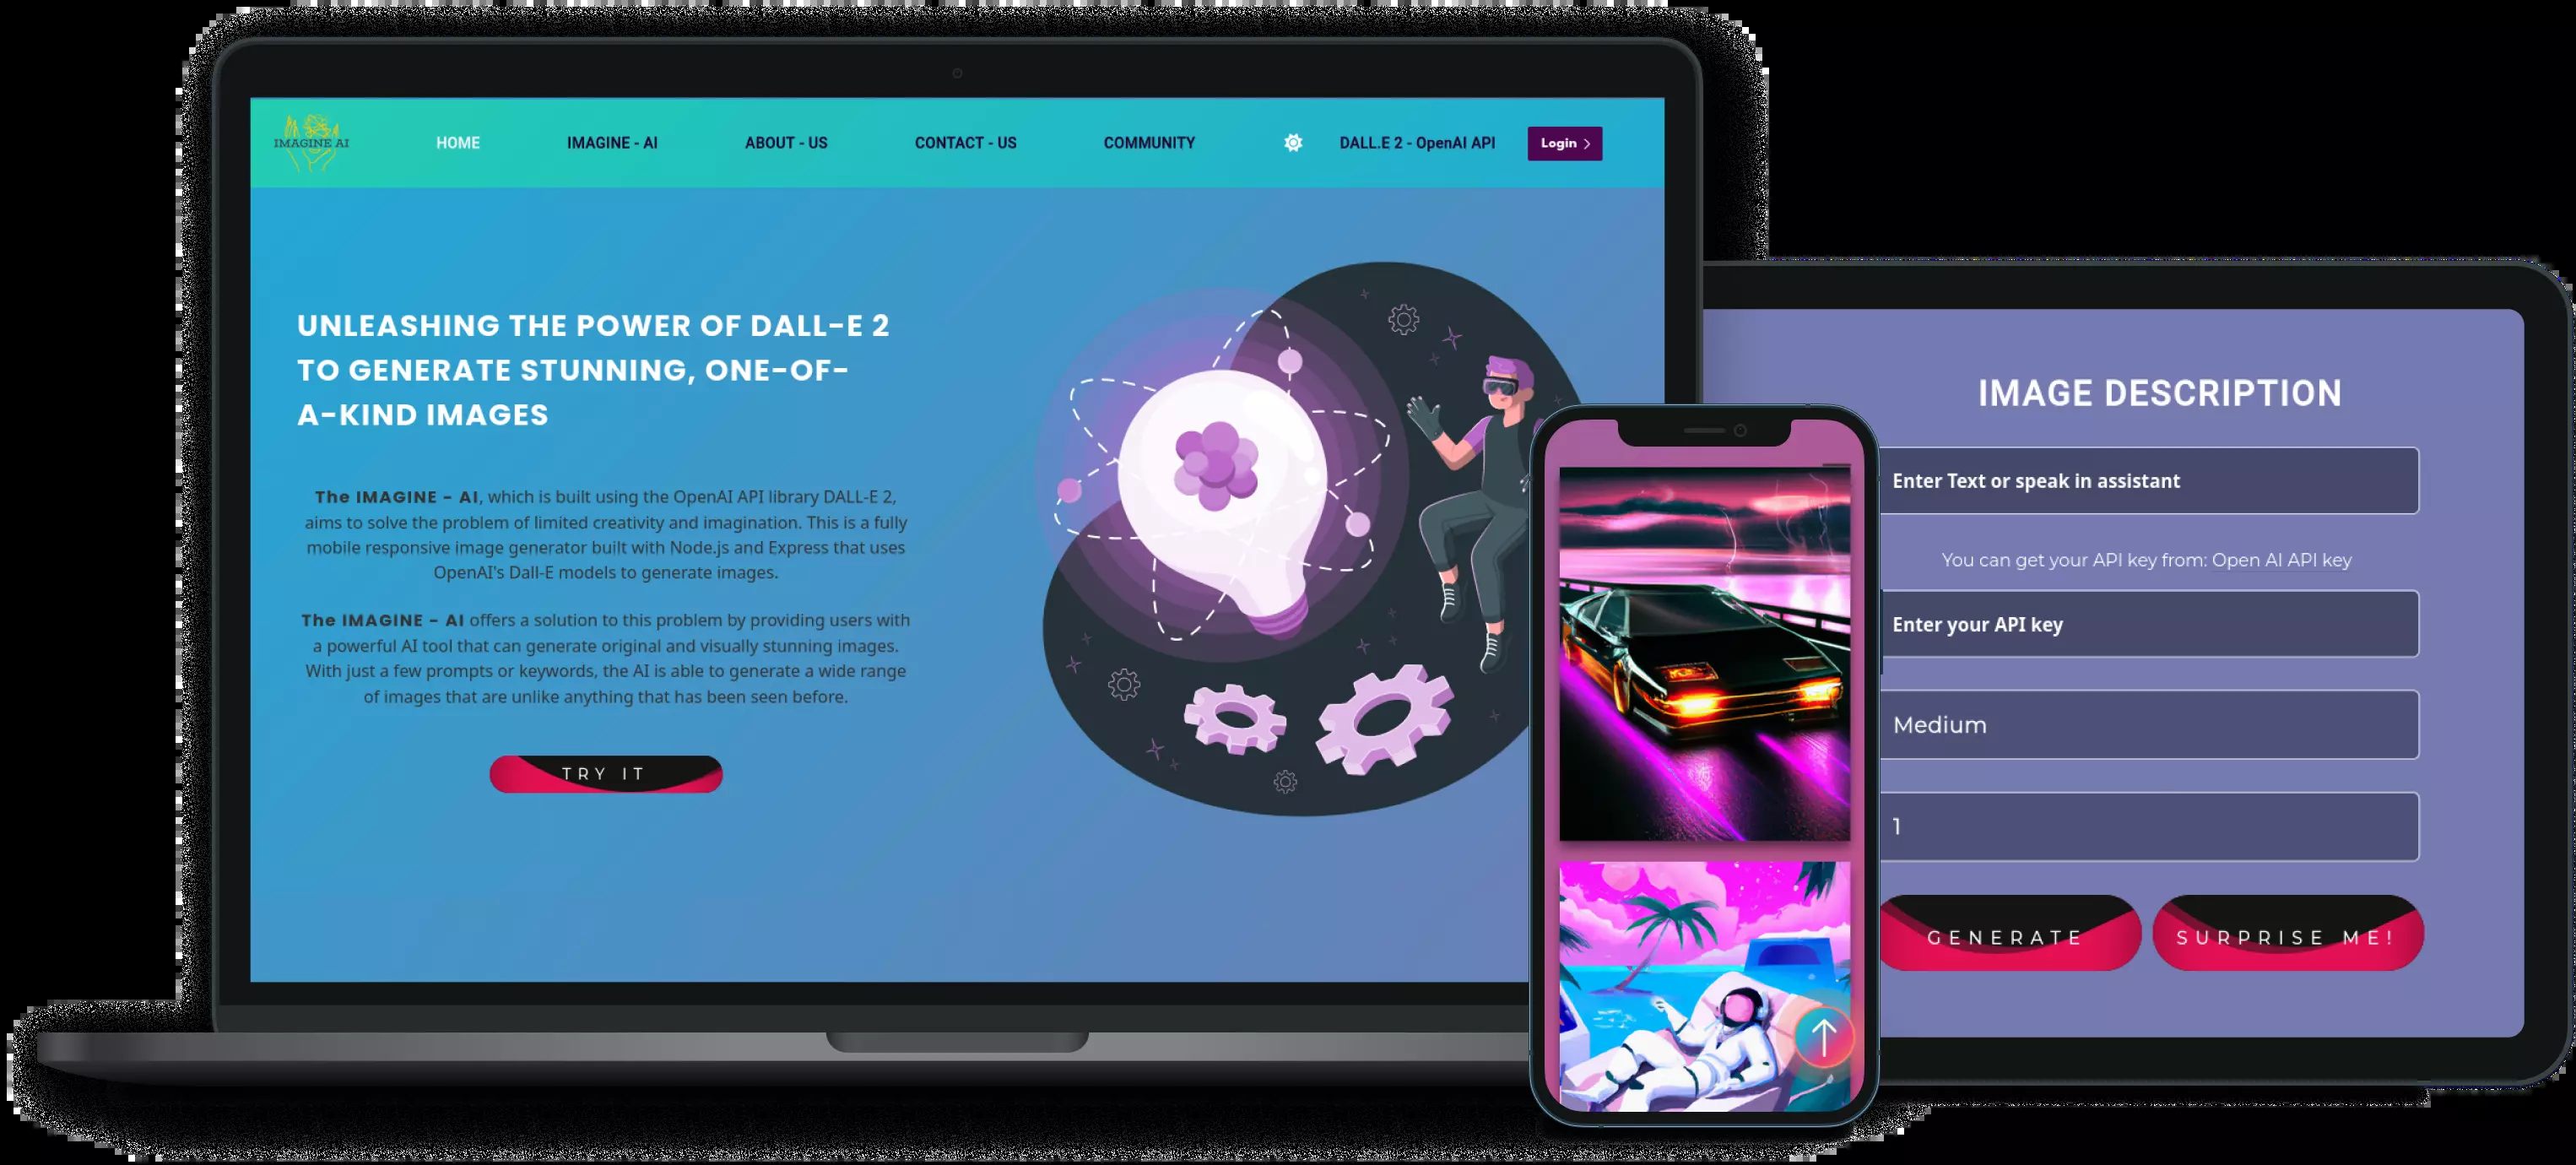 IMAGINE AI
HOME
IMAGINE - AI
ABOUT - US
CONTACT - US
COMMUNITY
DALL.E 2 - OpenAI API
Login
UNLEASHING THE POWER OF DALL-E 2
TO GENERATE STUNNING, ONE-OF-
A-KIND IMAGES
The IMAGINE - AI, which is built using the OpenAI API library DALL-E 2,
aims to solve the problem of limited creativity and imagination. This is a fully
mobile responsive image generator built with Node.js and Express that uses
OpenAI's Dall-E models to generate images.
The IMAGINE - AI offers a solution to this problem by providing users with
a powerful AI tool that can generate original and visually stunning images.
With just a few prompts or keywords, the AI is able to generate a wide range
of images that are unlike anything that has been seen before.
TRY IT
IMAGE DESCRIPTION
Enter Text or speak in assistant
You can get your API key from: Open AI API key
Enter your API key
Medium
1
GENERATE
SURPRISE ME!